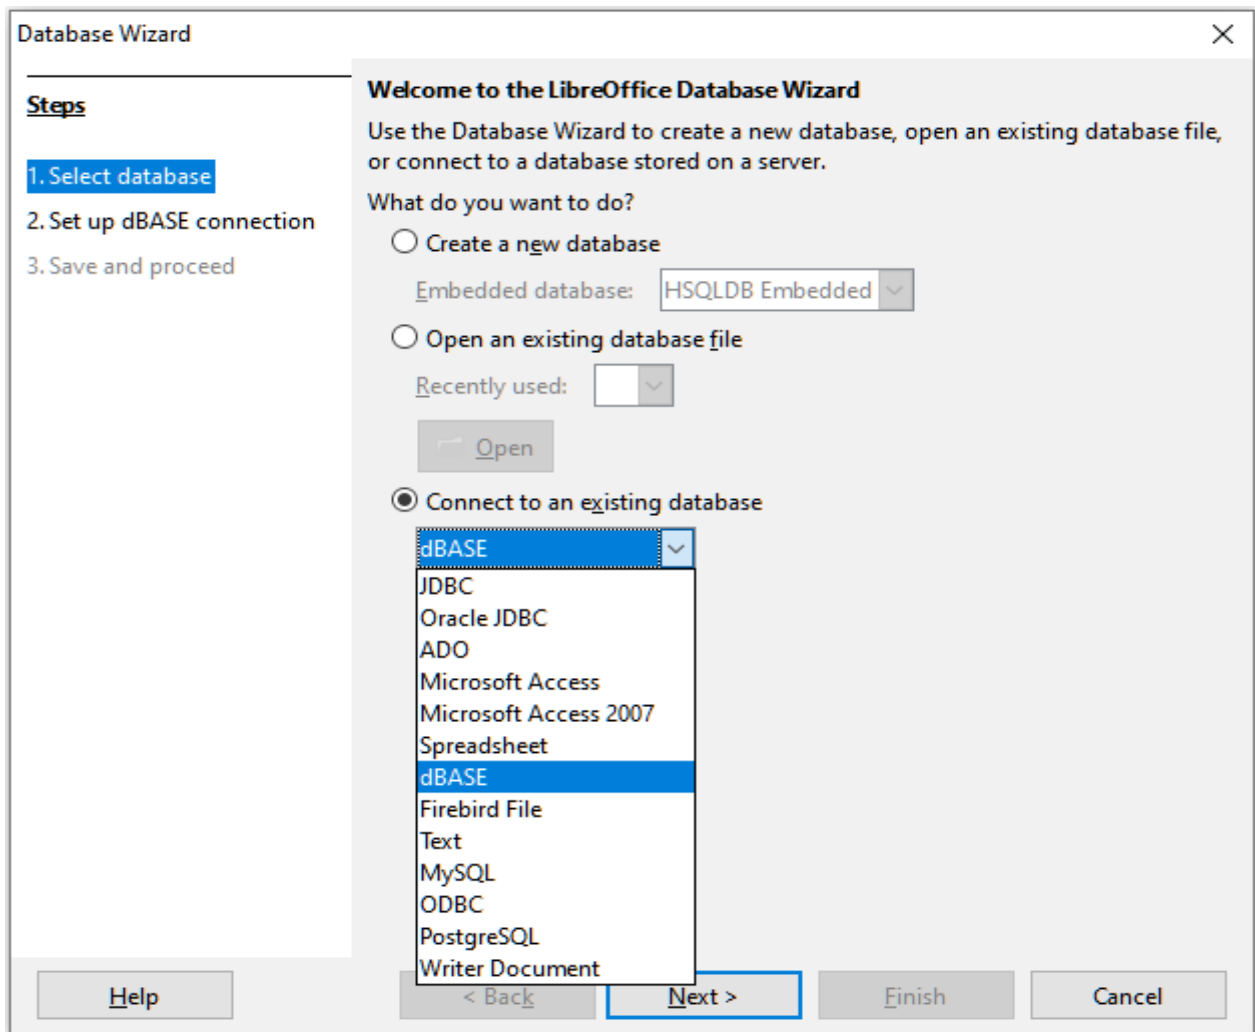 Database Wizard
Steps
1. Select database
2. Set up dBASE connection
3. Save and proceed
Welcome to the LibreOffice Database Wizard
Use the Database Wizard to create a new database, open an existing database file,
or connect to a database stored on a server.
What do you want to do?
Create a new database
Embedded database: HSQLDB Embedded
Open an existing database file
Recently used:
Open
Connect to an existing database
dBASE
JDBC
Oracle JDBC
ADO
Microsoft Access
Microsoft Access 2007
Spreadsheet
dBASE
Firebird File
Text
MySQL
ODBC
PostgreSQL
Writer Document
Help < Back Next > Finish Cancel